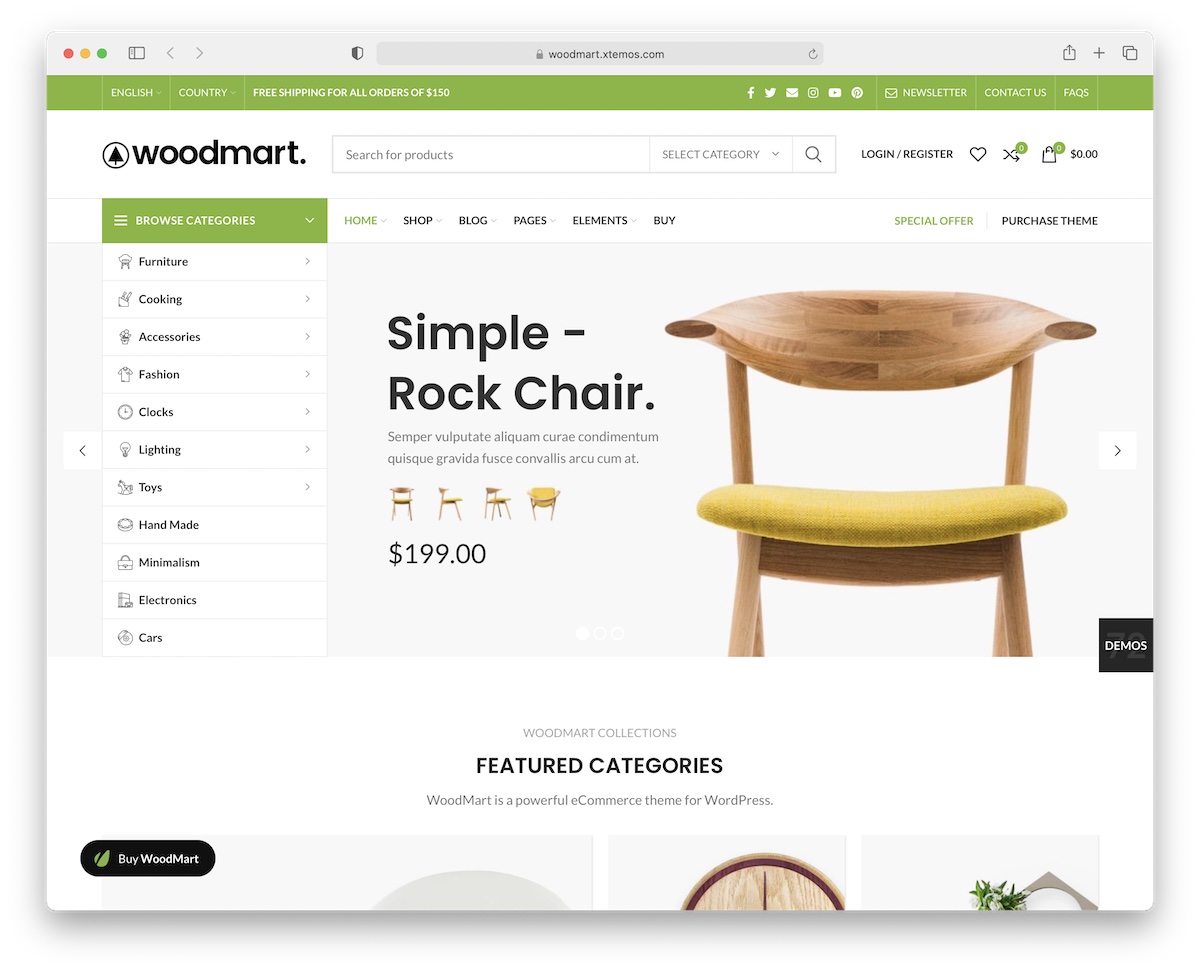 woodmart.xtemos.com
ENGLISH COUNTRY FREE SHIPPING FOR ALL ORDERS OF $150 NEWSLETTER CONTACT US FAQS
woodmart. Search for products SELECT CATEGORY LOGIN / REGISTER 0 0 $0.00
BROWSE CATEGORIES HOME SHOP BLOG PAGES ELEMENTS BUY SPECIAL OFFER PURCHASE THEME
Furniture
Cooking
Accessories
Fashion
Clocks
Lighting
Toys
Hand Made
Minimalism
Electronics
Cars
Simple -
Rock Chair.
Semper vulputate aliquam curae condimentum
quisque gravida fusce convallis arcu cum at.
$199.00
72
DEMOS
WOODMART COLLECTIONS
FEATURED CATEGORIES
WoodMart is a powerful eCommerce theme for WordPress.
Buy WoodMart